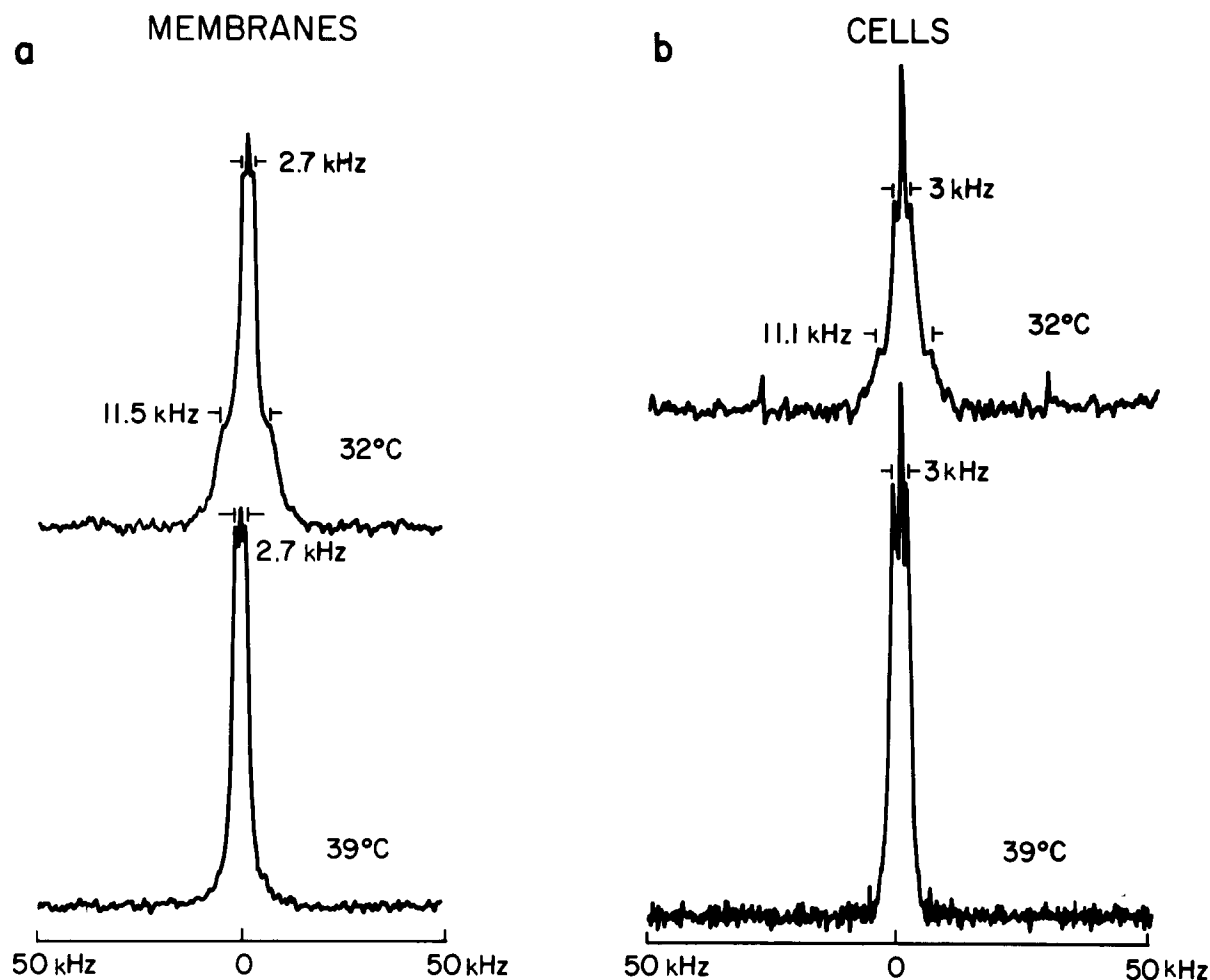 MEMBRANES
a
2.7 kHz
11.5 kHz
32°C
2.7 kHz
39°C
50 kHz 0 50 kHz
CELLS
b
3 kHz
11.1 kHz
32°C
3 kHz
39°C
50 kHz 0 50 kHz